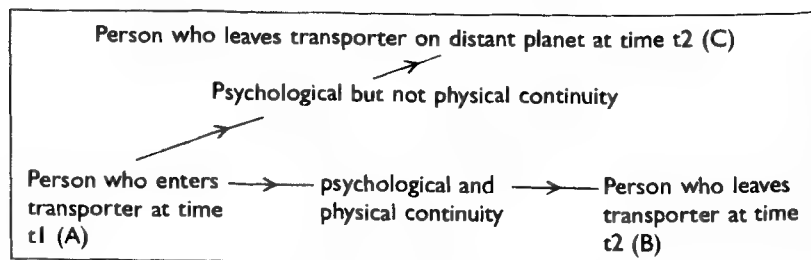 Person who leaves transporter on distant planet at time t2 (C)
Psychological but not physical continuity
Person who enters
transporter at time
t1 (A)
psychological and
physical continuity
Person who leaves
transporter at time
t2 (B)